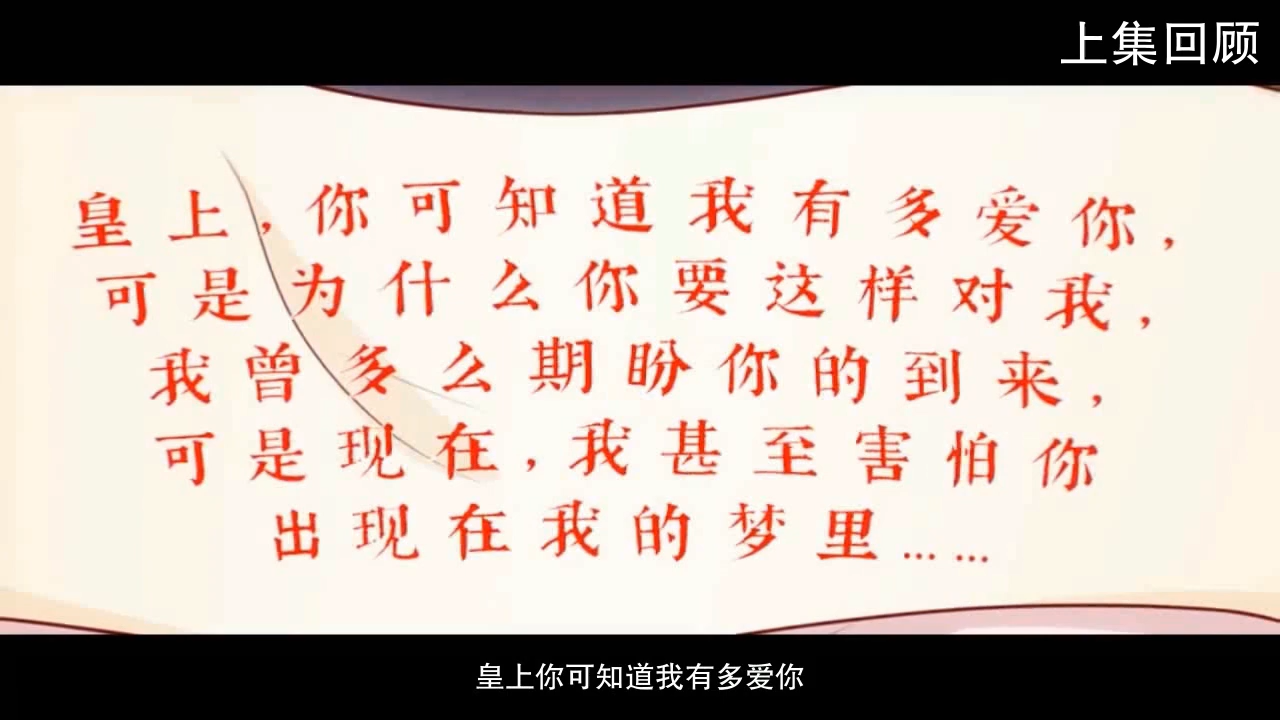 上集回顾
皇上,你可知道我有多爱你,
可是为什么你要这样对我,
我曾多么期盼你的到来,
可是现在,我甚至害怕你
出现在我的梦里……
皇上你可知道我有多爱你